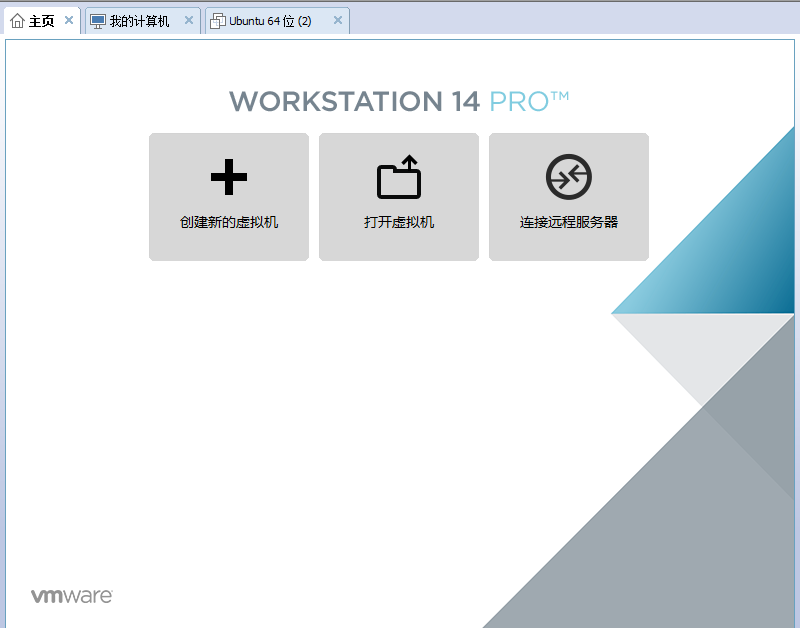 主页
我的计算机
Ubuntu 64 位 (2)
WORKSTATION 14 PRO™
创建新的虚拟机
打开虚拟机
连接远程服务器
vmware